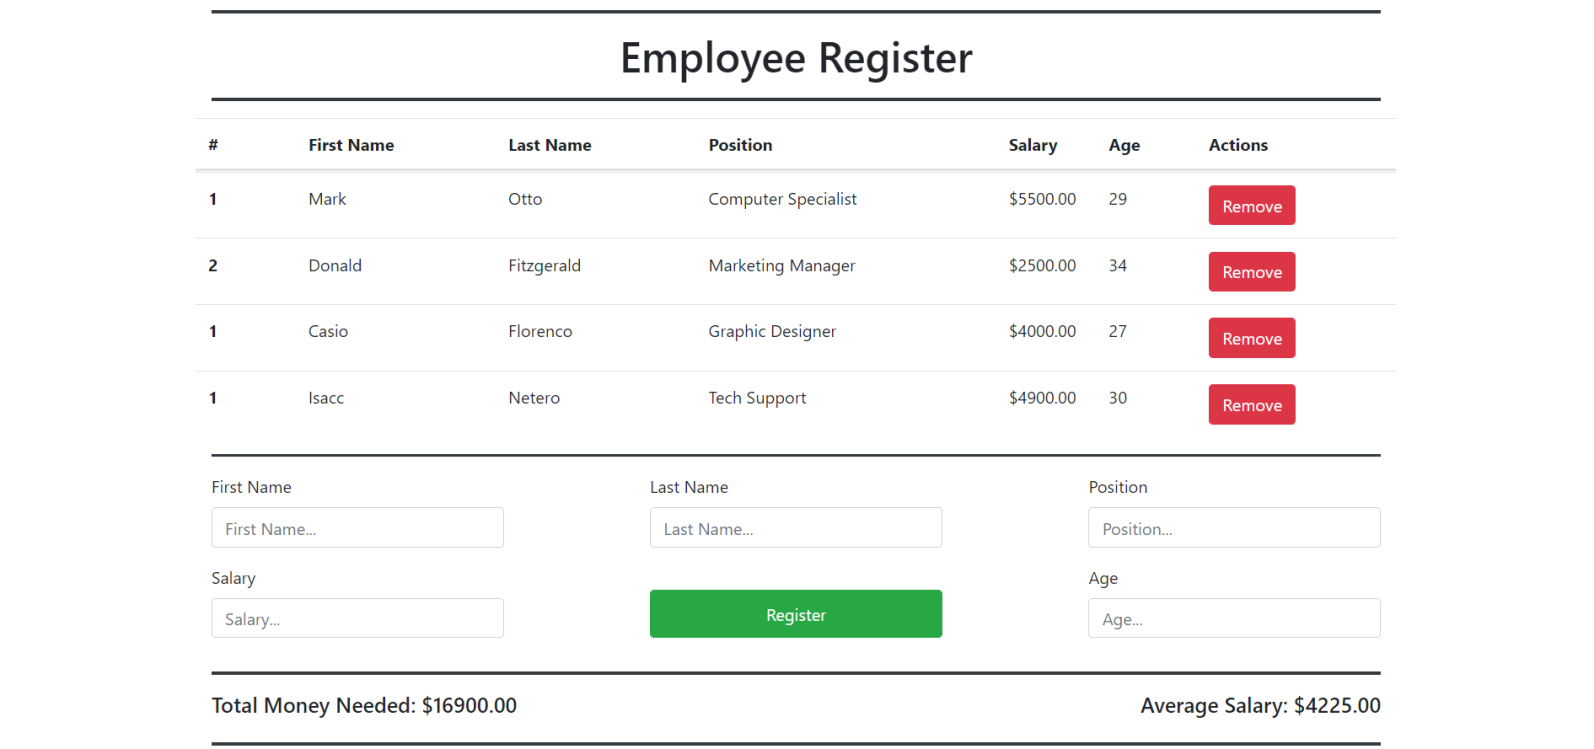 Employee Register
# First Name Last Name Position Salary Age Actions
1 Mark Otto Computer Specialist $5500.00 29 Remove
2 Donald Fitzgerald Marketing Manager $2500.00 34 Remove
1 Casio Florenco Graphic Designer $4000.00 27 Remove
1 Isacc Netero Tech Support $4900.00 30 Remove
First Name Last Name Position
First Name... Last Name... Position...
Salary Age
Salary... Register Age...
Total Money Needed: $16900.00 Average Salary: $4225.00